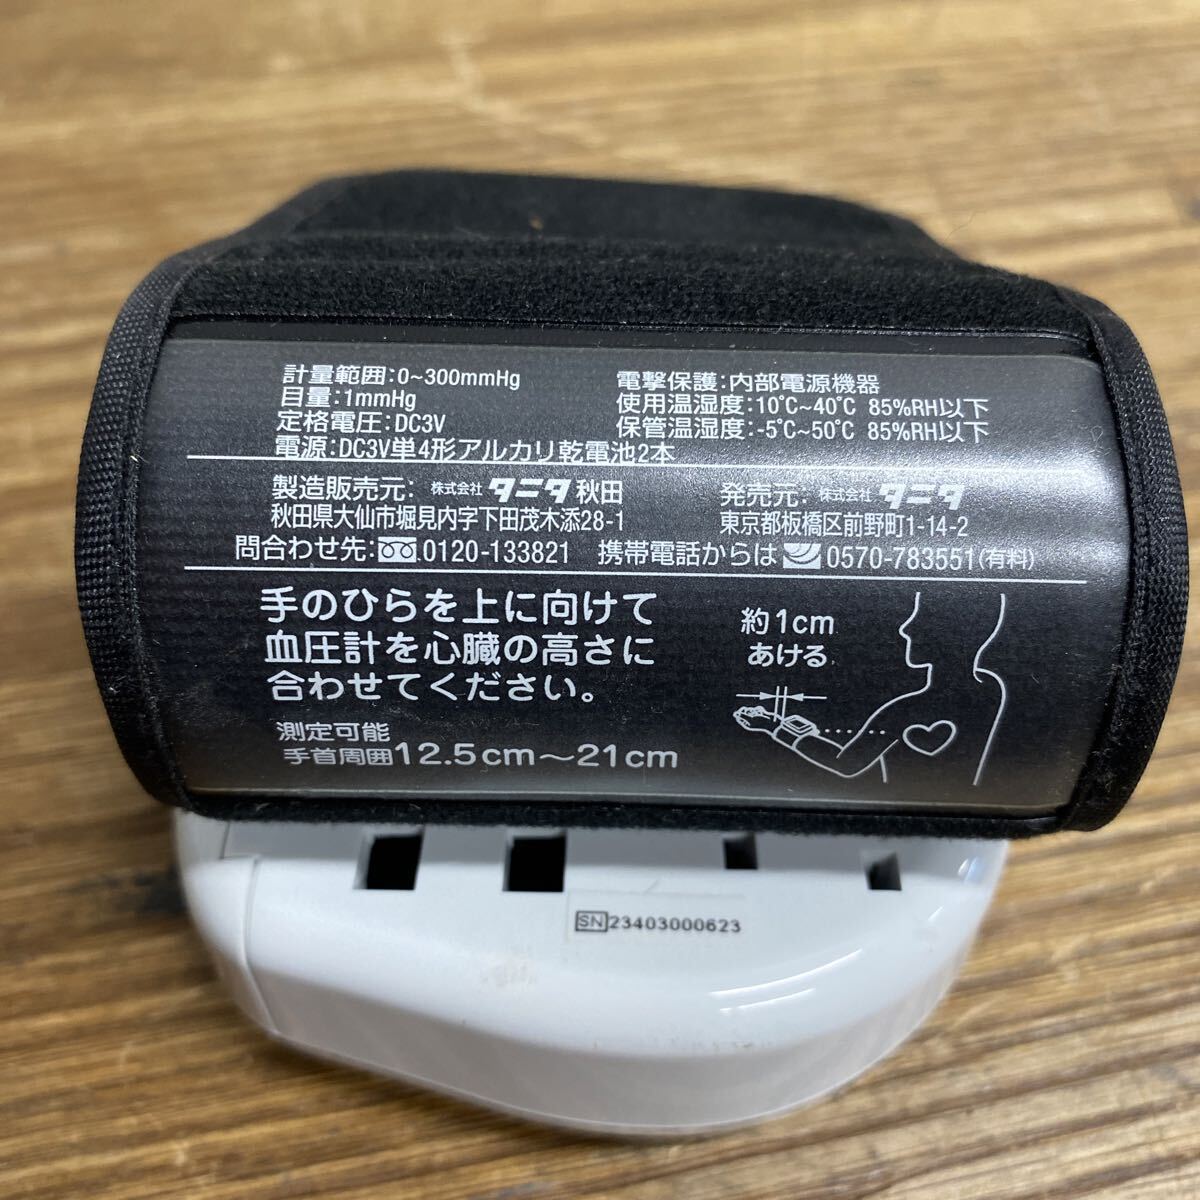 計量範囲:0~300mmHg
目量:1mmHg
定格電圧:DC3V
電源:DC3V単4形アルカリ乾電池2本
電撃保護:内部電源機器
使用温湿度:10°C~40°C 85%RH以下
保管温湿度:-5°C~50°C 85%RH以下
製造販売元: 株式会社 タニタ 秋田
秋田県大仙市堀見内字下田茂木添28-1
発売元: 株式会社 タニタ
東京都板橋区前野町1-14-2
問合わせ先: 0120-133821 携帯電話からは 0570-783551(有料)
手のひらを上に向けて
血圧計を心臓の高さに
合わせてください。
測定可能
手首周囲12.5cm～21cm
約1cm
あける
SN 23403000623